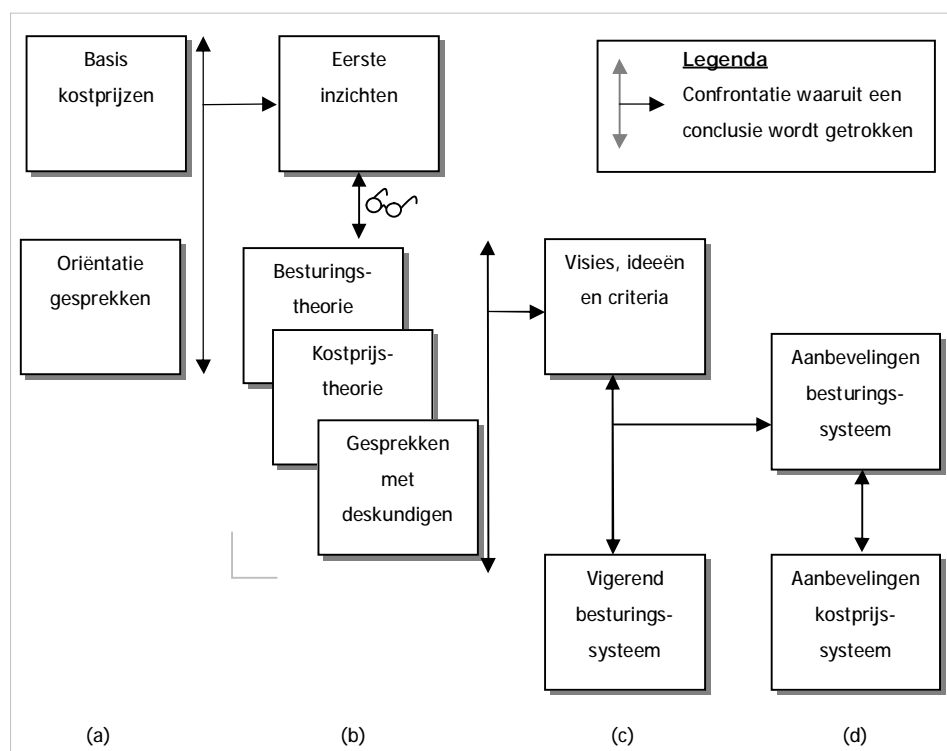 Basis
kostprijzen
Eerste
inzichten
Legenda
Confrontatie waaruit een
conclusie wordt getrokken
Oriëntatie
gesprekken
Besturings-
theorie
Kostprijs-
theorie
Gesprekken
met
deskundigen
Visies, ideeën
en criteria
Aanbevelingen
besturings-
systeem
Vigerend
besturings-
systeem
Aanbevelingen
kostprijs-
systeem
(a)
(b)
(c)
(d)